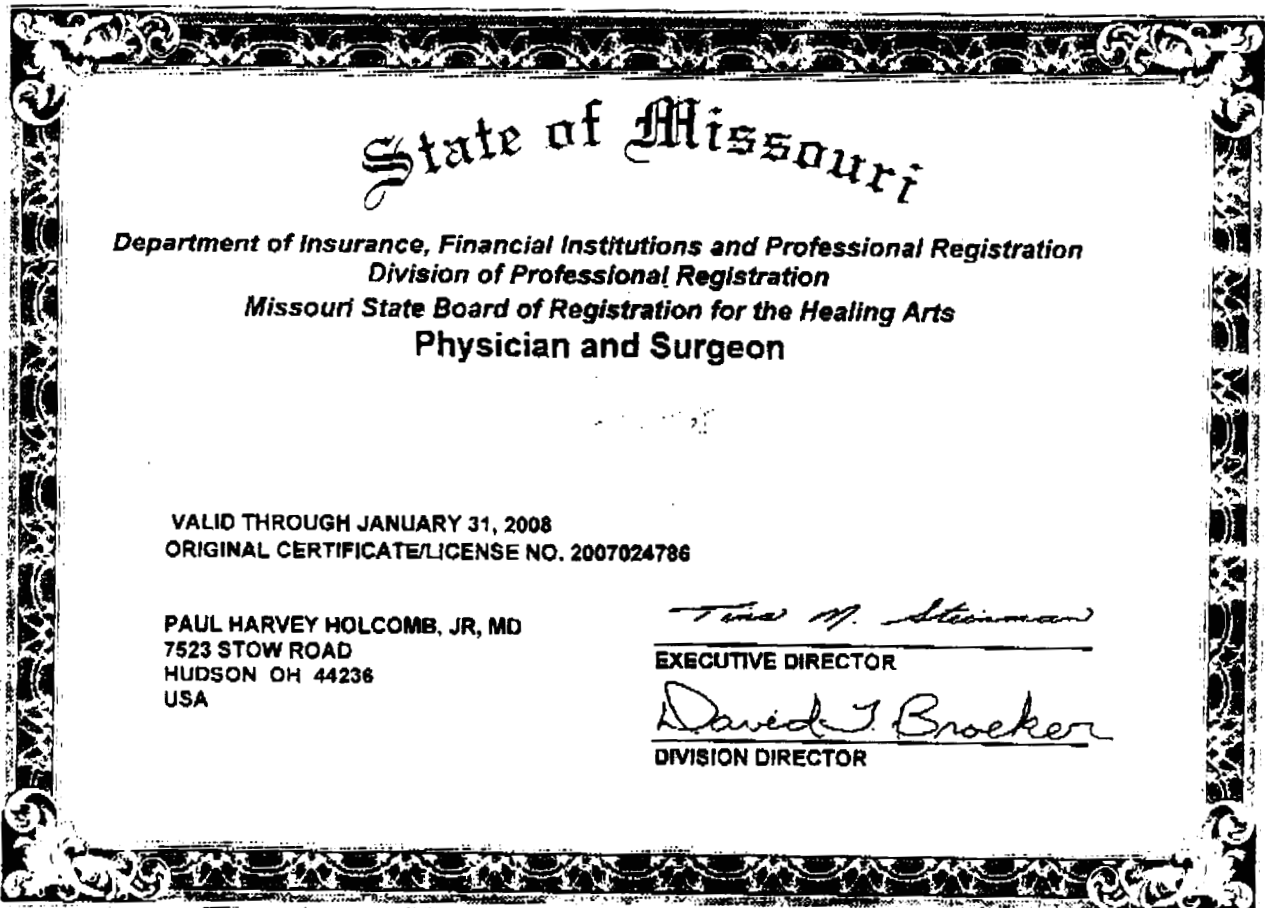 State of Missouri
Department of Insurance, Financial Institutions and Professional Registration
Division of Professional Registration
Missouri State Board of Registration for the Healing Arts
Physician and Surgeon
VALID THROUGH JANUARY 31, 2008
ORIGINAL CERTIFICATE/LICENSE NO. 2007024786
PAUL HARVEY HOLCOMB, JR, MD
7523 STOW ROAD
HUDSON OH 44236
USA
Tina M. Steinman
EXECUTIVE DIRECTOR
David T. Broeker
DIVISION DIRECTOR